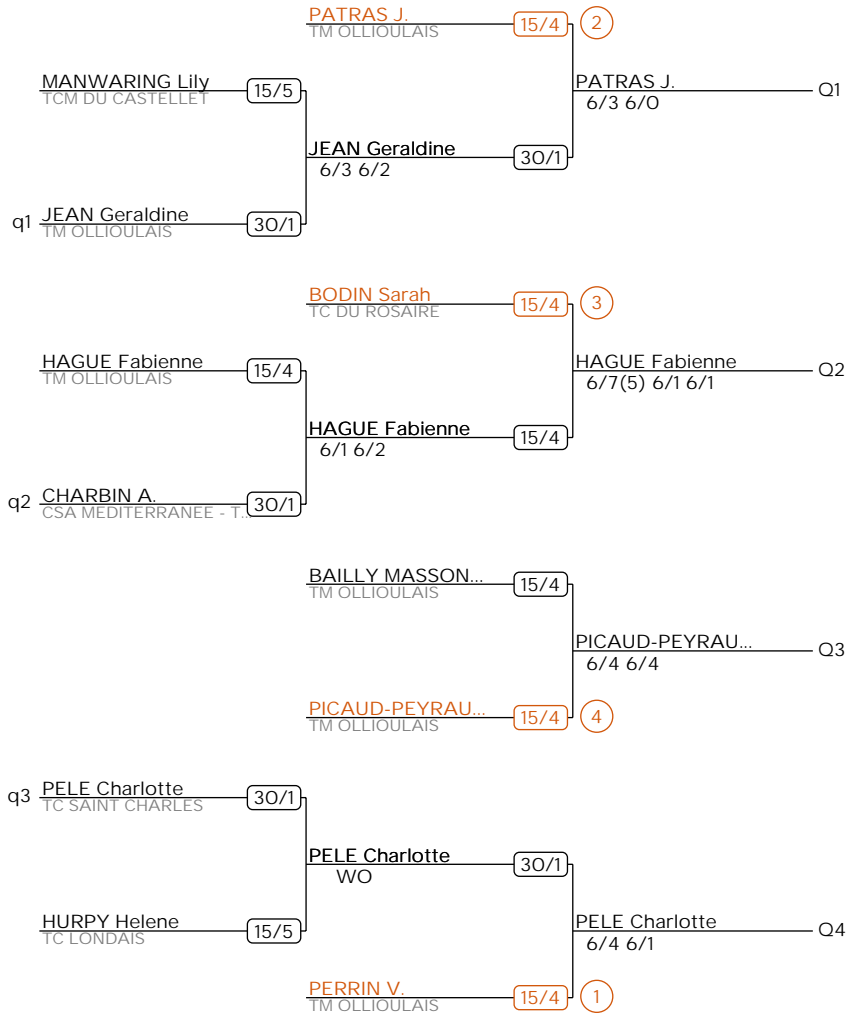 PATRAS J. 15/4 2
TM OLLIOULAIS
MANWARING Lily 15/5
TCM DU CASTELLET
PATRAS J. Q1
6/3 6/0
JEAN Geraldine 30/1
6/3 6/2
q1 JEAN Geraldine 30/1
TM OLLIOULAIS
BODIN Sarah 15/4 3
TC DU ROSAIRE
HAGUE Fabienne 15/4
TM OLLIOULAIS
HAGUE Fabienne Q2
6/7(5) 6/1 6/1
HAGUE Fabienne 15/4
6/1 6/2
q2 CHARBIN A. 30/1
CSA MEDITERRANEE - T...
BAILLY MASSON... 15/4
TM OLLIOULAIS
PICAUD-PEYRAU... Q3
6/4 6/4
PICAUD-PEYRAU... 15/4 4
TM OLLIOULAIS
q3 PELE Charlotte 30/1
TC SAINT CHARLES
PELE Charlotte 30/1
WO
HURPY Helene 15/5
TC LONDAIS
PELE Charlotte Q4
6/4 6/1
PERRIN V. 15/4 1
TM OLLIOULAIS